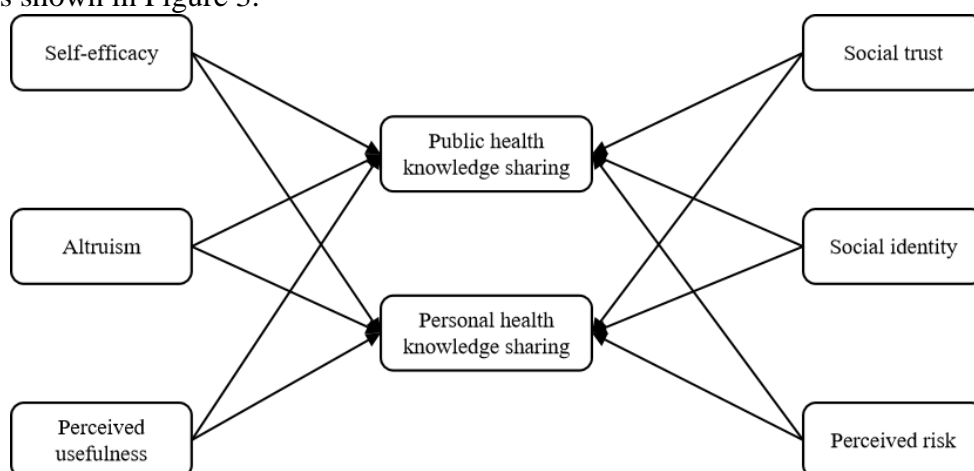 s shown in Figure 3.
Self-efficacy
Social trust
Public health
knowledge sharing
Altruism
Social identity
Personal health
knowledge sharing
Perceived
usefulness
Perceived risk